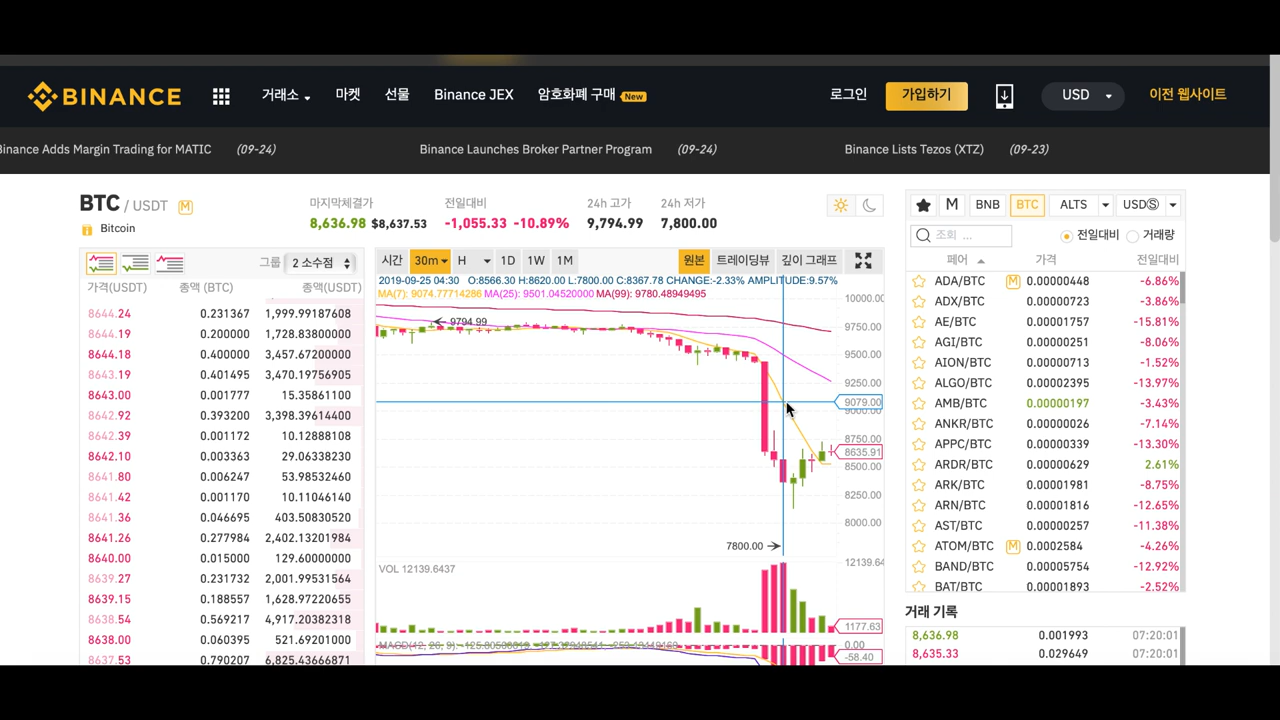 BINANCE 거래소 마켓 선물 Binance JEX 암호화폐 구매 New 로그인 가입하기 USD 이전 웹사이트
Binance Adds Margin Trading for MATIC (09-24) Binance Launches Broker Partner Program (09-24) Binance Lists Tezos (XTZ) (09-23)
BTC / USDT M
Bitcoin
마지막체결가 전일대비 24h 고가 24h 저가
8,636.98 $8,637.53 -1,055.33 -10.89% 9,794.99 7,800.00
그룹 2 소수점
가격(USDT) 총액 (BTC) 총액(USDT)
8644.24 0.231367 1,999.99187608
8644.19 0.200000 1,728.83800000
8644.18 0.400000 3,457.67200000
8643.19 0.401495 3,470.19756905
8643.00 0.001777 15.35861100
8642.92 0.393200 3,398.39614400
8642.39 0.001172 10.12888108
8642.10 0.003363 29.06338230
8641.80 0.006247 53.98532460
8641.42 0.001170 10.11046140
8641.36 0.046695 403.50830520
8641.26 0.277984 2,402.13201984
8640.00 0.015000 129.60000000
8639.27 0.231732 2,001.99531564
8639.15 0.188557 1,628.97220655
8638.54 0.569217 4,917.20382318
8638.00 0.060395 521.69201000
8637.53 0.790207 6,825.43666871
시간 30m H 1D 1W 1M 원본 트레이딩뷰 깊이 그래프
2019-09-25 04:30 O:8566.30 H:8620.00 L:7800.00 C:8367.78 CHANGE:-2.33% AMPLITUDE:9.57%
MA(7): 9074.77714286 MA(25): 9501.04520000 MA(99): 9780.48949495
10000.00
9794.99
9750.00
9500.00
9250.00
9079.00
9000.00
8750.00
8635.91
8500.00
8250.00
8000.00
7800.00
VOL 12139.6437
12139.64
1177.63
0.00
-58.40
M BNB BTC ALTS USDⓈ
조회 ... 전일대비 거래량
페어 가격 전일대비
ADA/BTC M 0.00000448 -6.86%
ADX/BTC 0.00000723 -3.86%
AE/BTC 0.00001757 -15.81%
AGI/BTC 0.00000251 -8.06%
AION/BTC 0.00000713 -1.52%
ALGO/BTC 0.00002395 -13.97%
AMB/BTC 0.00000197 -3.43%
ANKR/BTC 0.00000026 -7.14%
APPC/BTC 0.00000339 -13.30%
ARDR/BTC 0.00000629 2.61%
ARK/BTC 0.00001981 -8.75%
ARN/BTC 0.00001816 -12.65%
AST/BTC 0.00000257 -11.38%
ATOM/BTC M 0.0002584 -4.26%
BAND/BTC 0.00005754 -12.92%
BAT/BTC 0.00001893 -2.52%
거래 기록
8,636.98 0.001993 07:20:01
8,635.33 0.029649 07:20:01